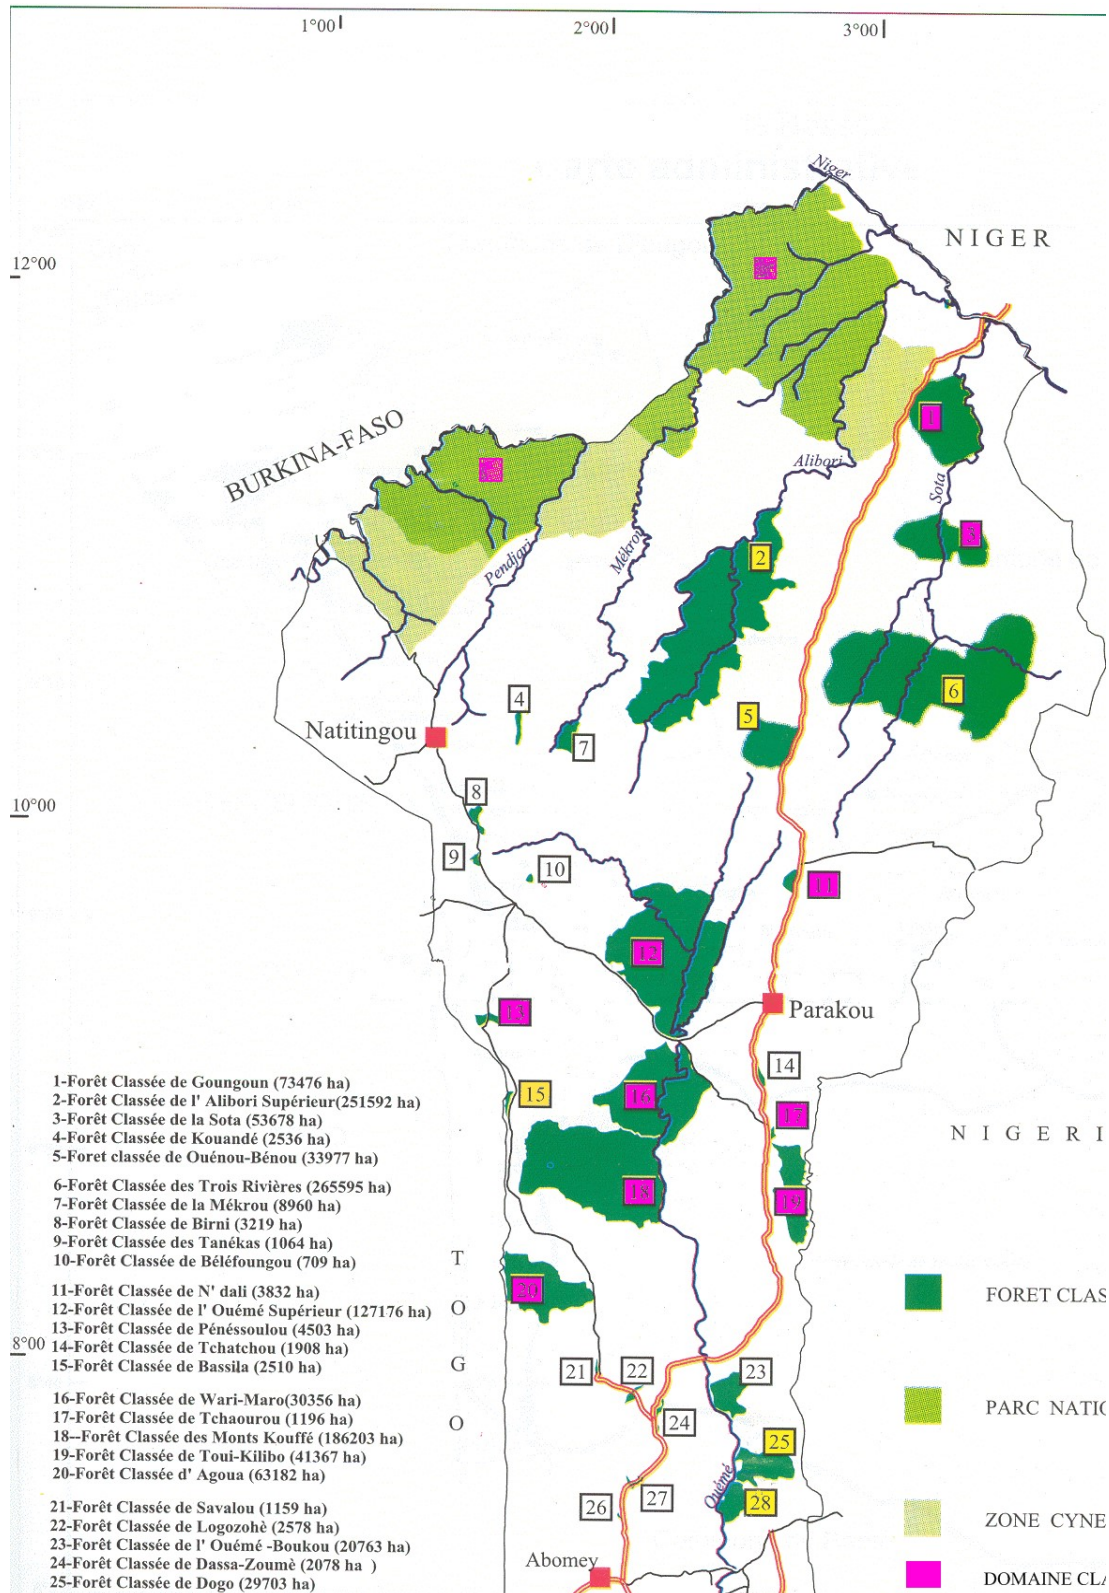 1°00
2°00
3°00
Niger
NIGER
12°00
BURKINA-FASO
1
Alibori
Sota
3
Mékrou
2
Pendjari
6
4
5
Natitingou
7
8
10°00
9
10
11
12
13
Parakou
14
15
16
17
NIGERI
18
19
20
1-Forêt Classée de Goungoun (73476 ha)
2-Forêt Classée de l' Alibori Supérieur(251592 ha)
3-Forêt Classée de la Sota (53678 ha)
4-Forêt Classée de Kouandé (2536 ha)
5-Foret classée de Ouénou-Bénou (33977 ha)
6-Forêt Classée des Trois Rivières (265595 ha)
7-Forêt Classée de la Mékrou (8960 ha)
8-Forêt Classée de Birni (3219 ha)
9-Forêt Classée des Tanékas (1064 ha)
10-Forêt Classée de Béléfoungou (709 ha)
11-Forêt Classée de N' dali (3832 ha)
12-Forêt Classée de l' Ouémé Supérieur (127176 ha)
13-Forêt Classée de Pénéssoulou (4503 ha)
14-Forêt Classée de Tchatchou (1908 ha)
15-Forêt Classée de Bassila (2510 ha)
16-Forêt Classée de Wari-Maro(30356 ha)
17-Forêt Classée de Tchaourou (1196 ha)
18--Forêt Classée des Monts Kouffé (186203 ha)
19-Forêt Classée de Toui-Kilibo (41367 ha)
20-Forêt Classée d' Agoua (63182 ha)
21-Forêt Classée de Savalou (1159 ha)
22-Forêt Classée de Logozohè (2578 ha)
23-Forêt Classée de l' Ouémé -Boukou (20763 ha)
24-Forêt Classée de Dassa-Zoumè (2078 ha )
25-Forêt Classée de Dogo (29703 ha)
TOGO
8°00
21
22
23
24
25
26
27
28
Ouémé
Abomey
FORET CLAS
PARC NATIO
ZONE CYNE
DOMAINE CLA